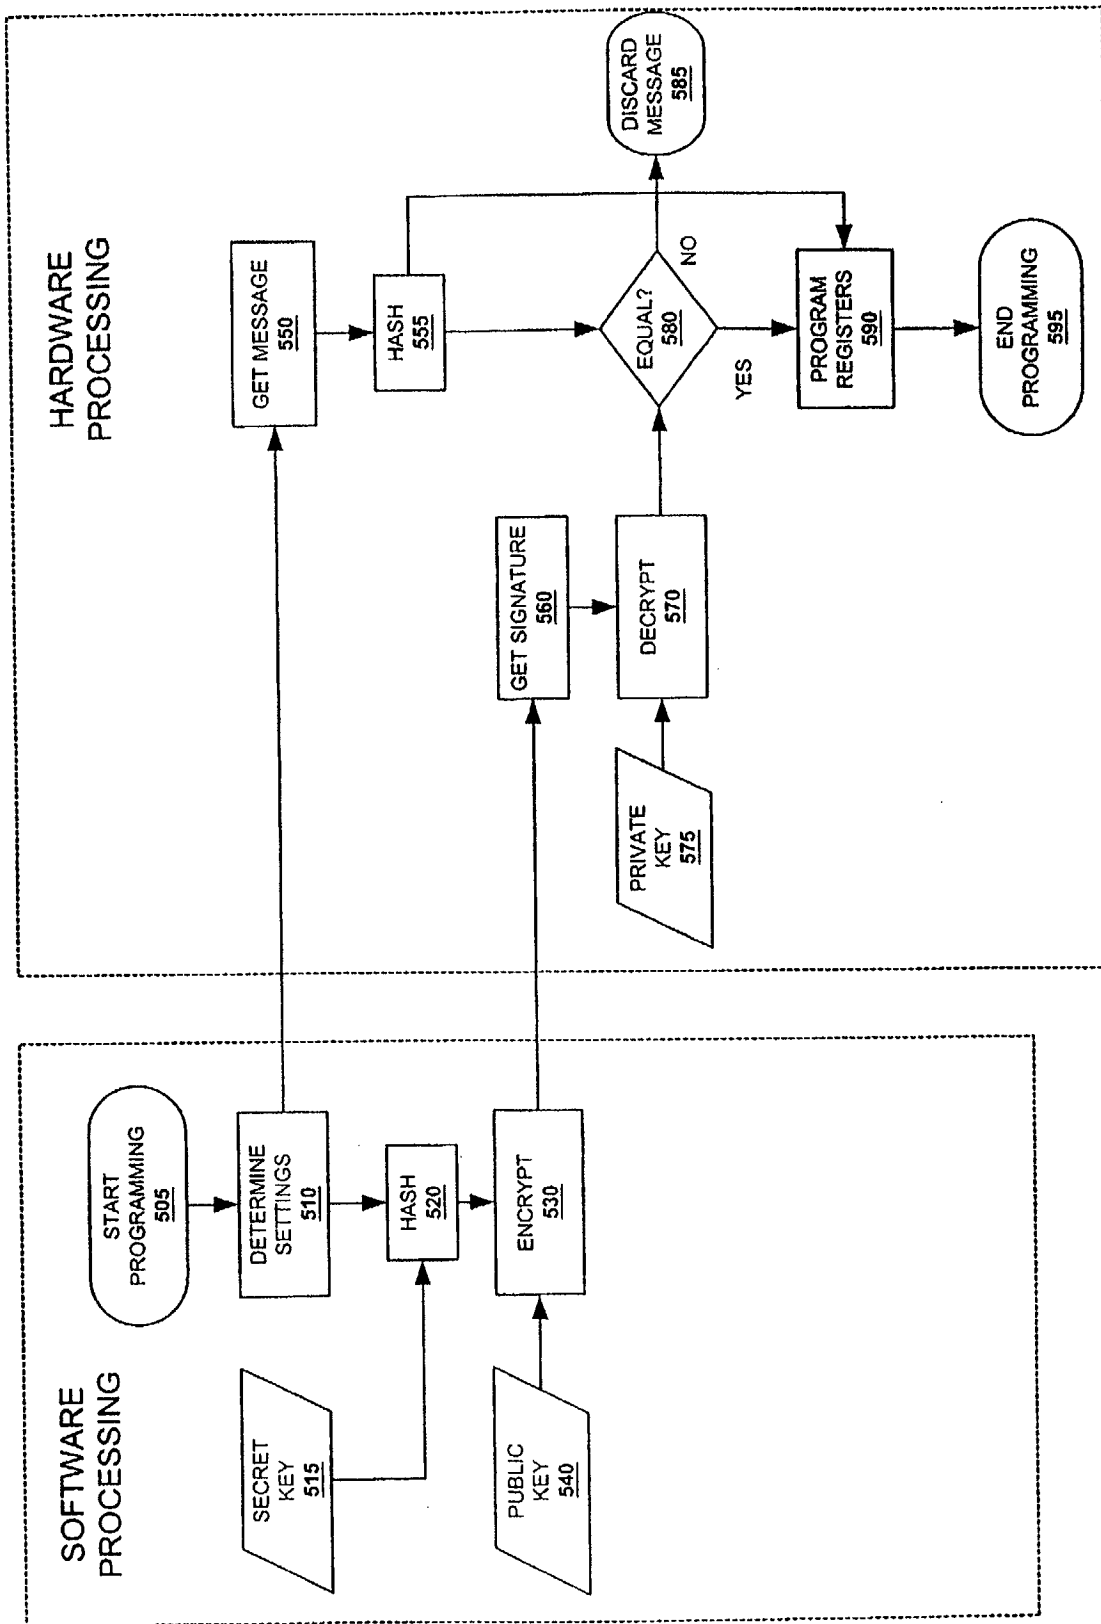 SOFTWARE
PROCESSING
START
PROGRAMMING
505
DETERMINE
SETTINGS
510
SECRET
KEY
515
HASH
520
ENCRYPT
530
PUBLIC
KEY
540
HARDWARE
PROCESSING
GET MESSAGE
550
HASH
555
GET SIGNATURE
560
DECRYPT
570
PRIVATE
KEY
575
EQUAL?
580
NO
YES
DISCARD
MESSAGE
585
PROGRAM
REGISTERS
590
END
PROGRAMMING
595